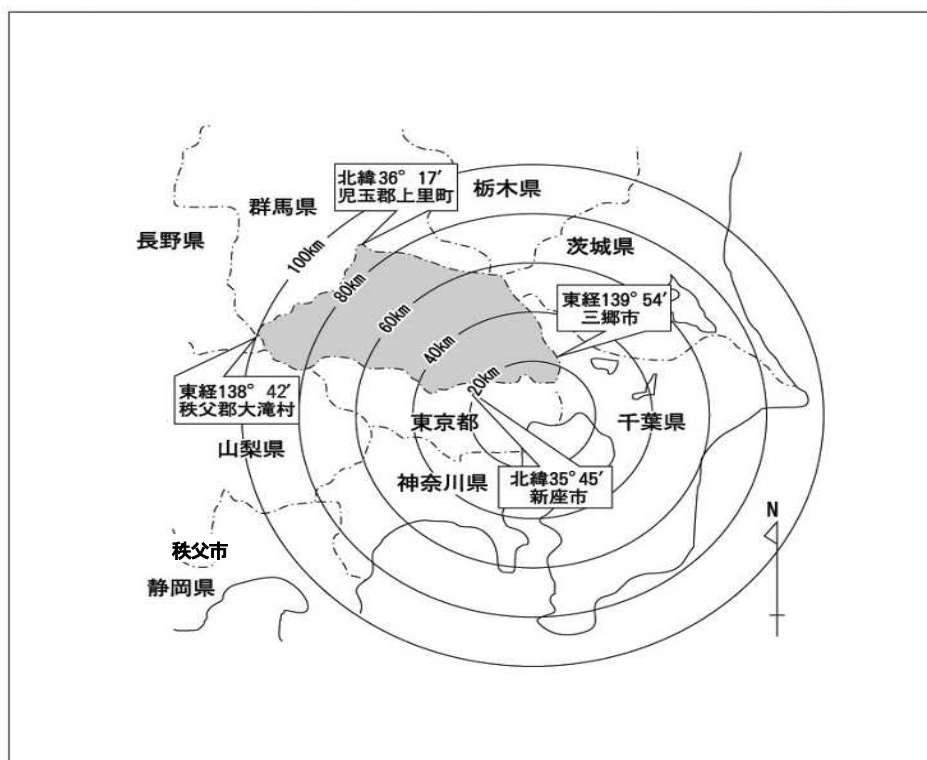 北緯36° 17′
児玉郡上里町
栃木県
群馬県
長野県
100km
茨城県
80km
東経139° 54′
三郷市
60km
40km
20km
東経138° 42′
秩父郡大滝村
東京都
千葉県
山梨県
神奈川県
北緯35° 45′
新座市
N
秩父市
静岡県